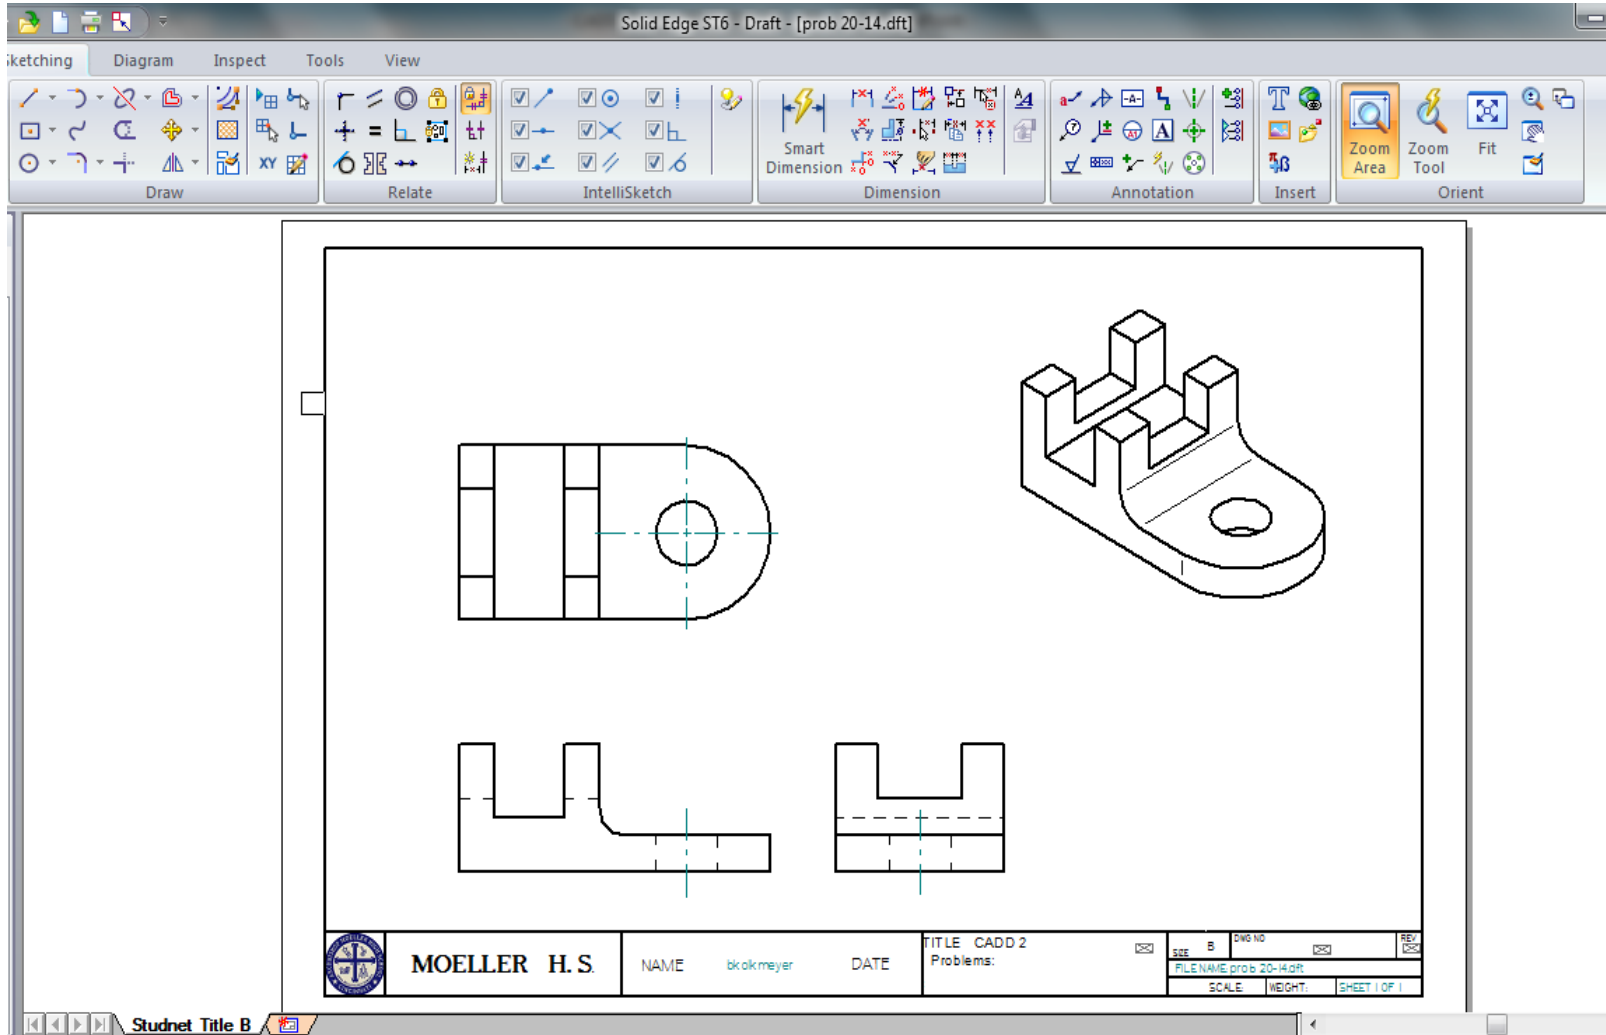 Solid Edge ST6 - Draft - [prob 20-14.dft]
Sketching Diagram Inspect Tools View
Smart
Dimension
Zoom
Area
Zoom
Tool
Fit
XY
Draw Relate IntelliSketch Dimension Annotation Insert Orient
MOELLER H. S.
NAME bkokmeyer DATE
TITLE CADD 2
Problems:
SIZE B DWG NO REV
FILE NAME: prob 20-14.dft
SCALE: WEIGHT: SHEET 1 OF 1
Studnet Title B